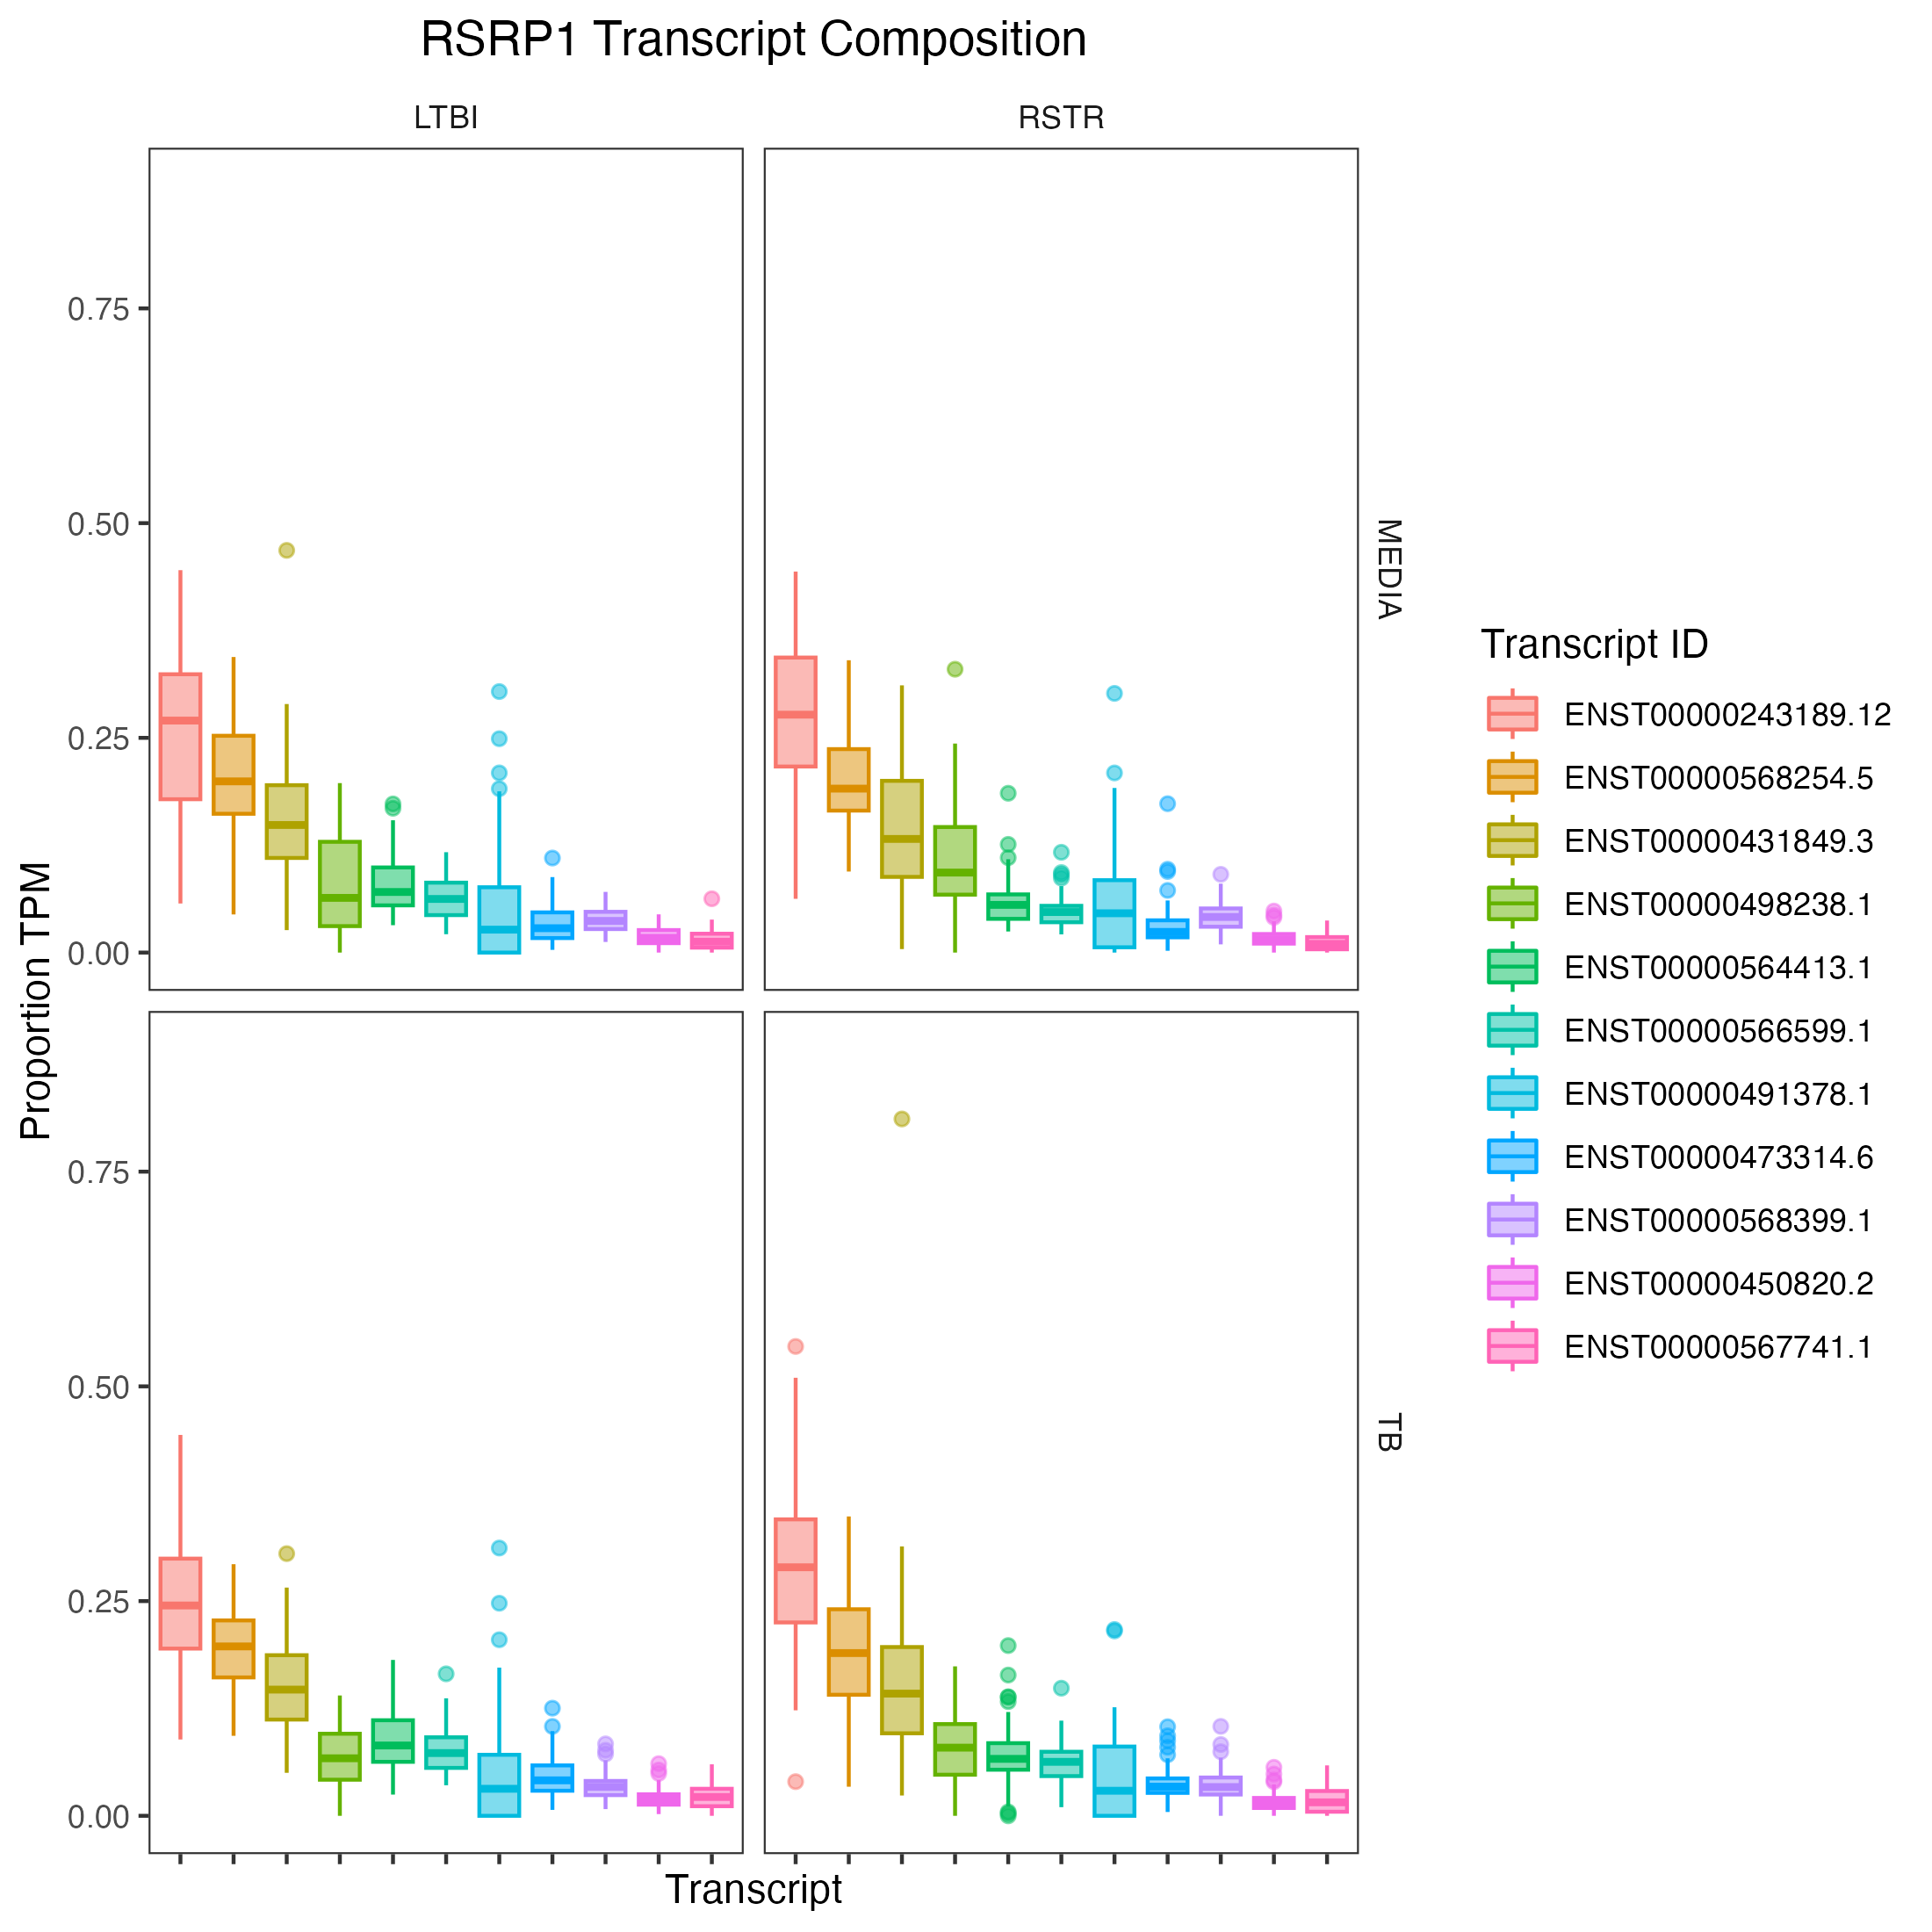 RSRP1 Transcript Composition
LTBI
RSTR
MEDIA
TB
Proportion TPM
0.75
0.50
0.25
0.00
0.75
0.50
0.25
0.00
Transcript
Transcript ID
ENST00000243189.12
ENST00000568254.5
ENST00000431849.3
ENST00000498238.1
ENST00000564413.1
ENST00000566599.1
ENST00000491378.1
ENST00000473314.6
ENST00000568399.1
ENST00000450820.2
ENST00000567741.1